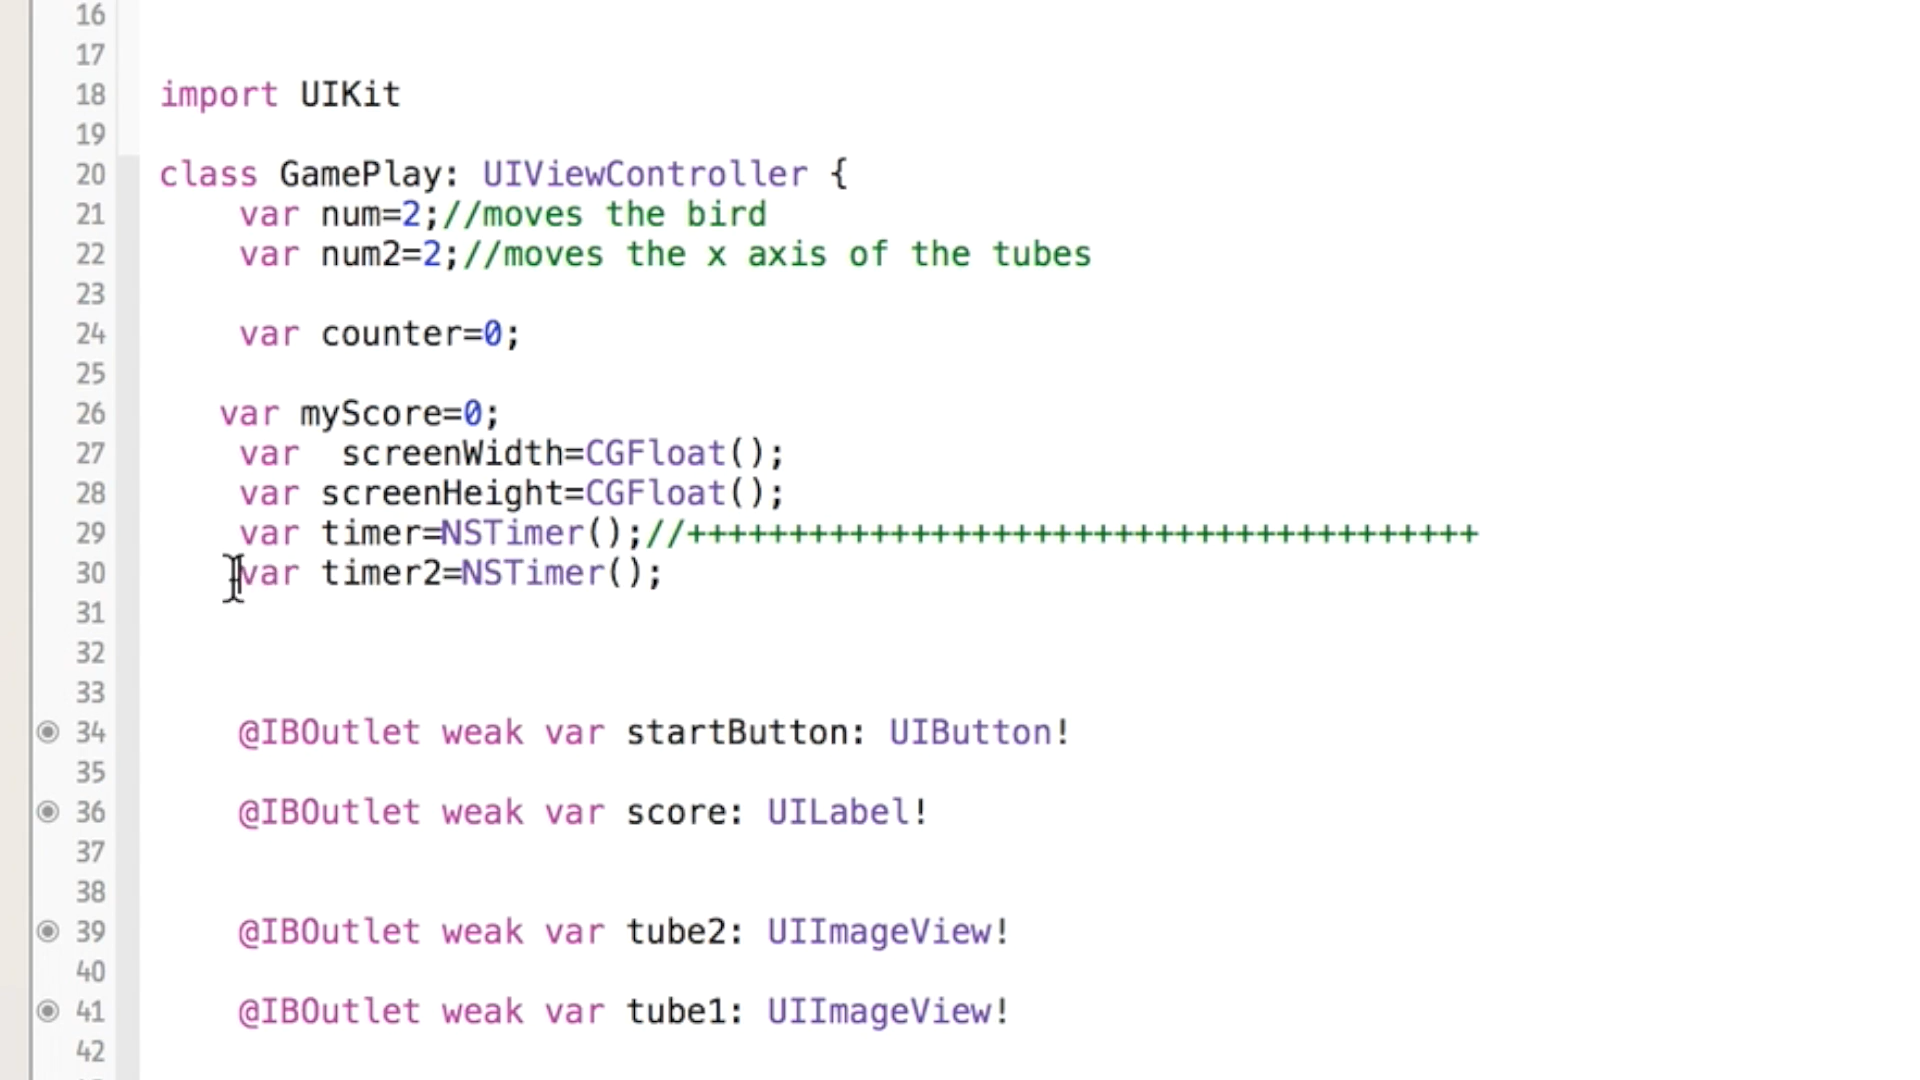 16
17
18 import UIKit
19
20 class GamePlay: UIViewController {
21 var num=2;//moves the bird
22 var num2=2;//moves the x axis of the tubes
23
24 var counter=0;
25
26 var myScore=0;
27 var  screenWidth=CGFloat();
28 var screenHeight=CGFloat();
29 var timer=NSTimer();//+++++++++++++++++++++++++++++++++++++++
30 var timer2=NSTimer();
31
32
33
34 @IBOutlet weak var startButton: UIButton!
35
36 @IBOutlet weak var score: UILabel!
37
38
39 @IBOutlet weak var tube2: UIImageView!
40
41 @IBOutlet weak var tube1: UIImageView!
42